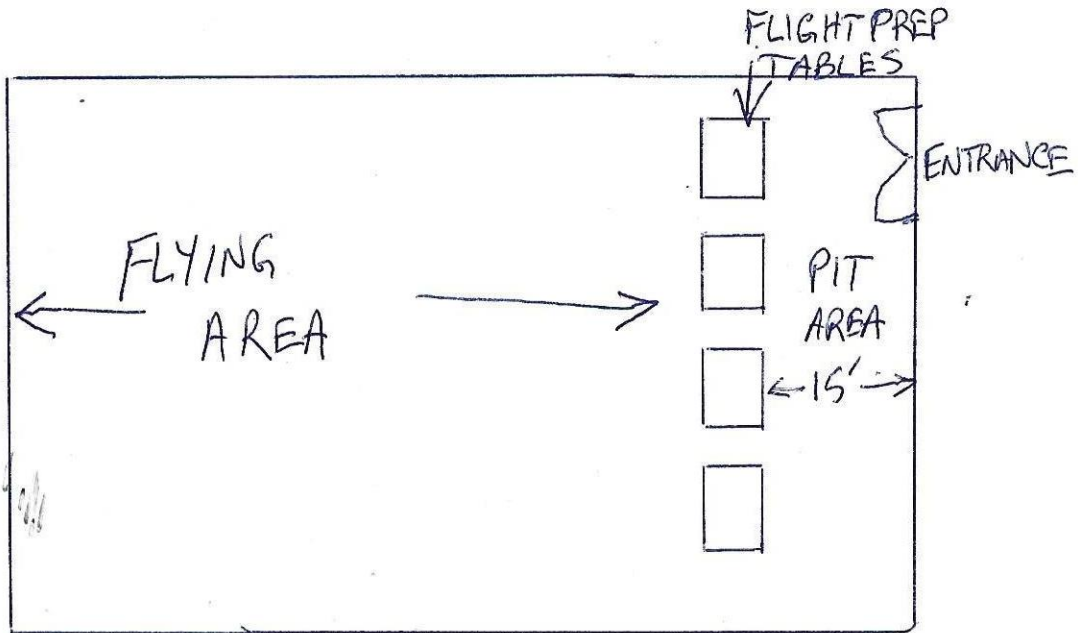 FLIGHT PREP
TABLES
ENTRANCE
FLYING
AREA
PIT
AREA
15'